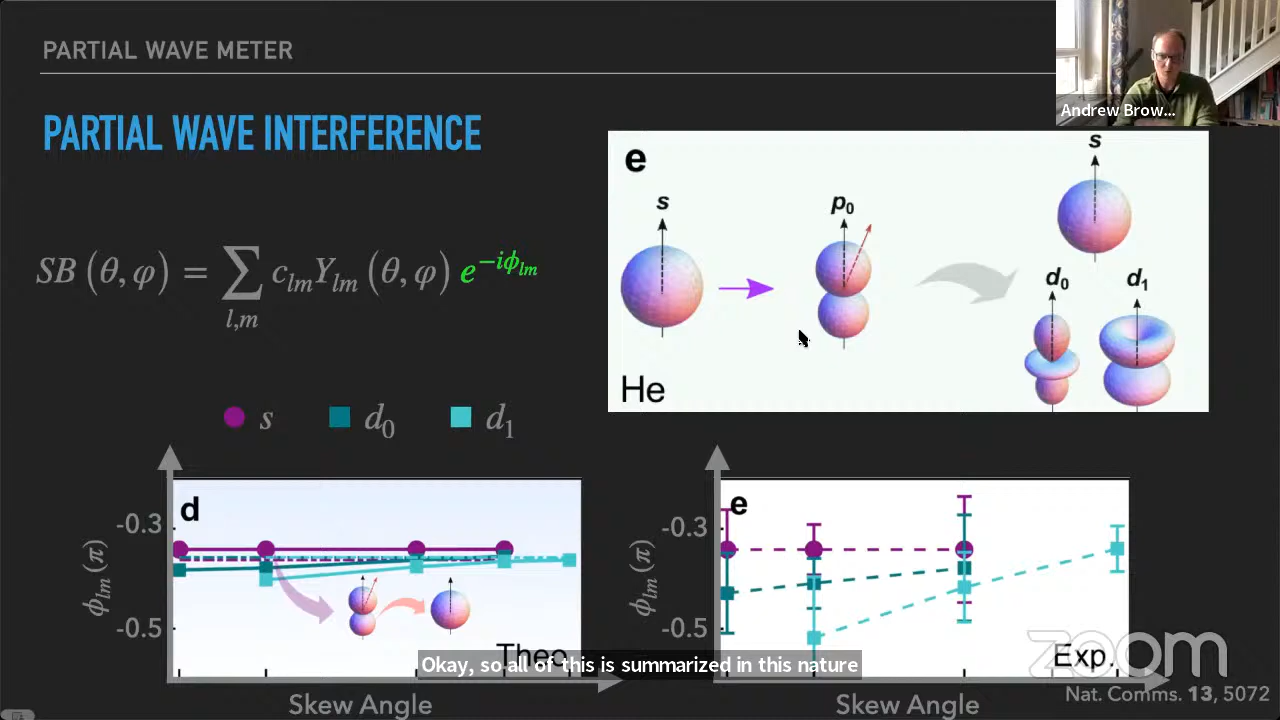 PARTIAL WAVE METER
Andrew Brow...
PARTIAL WAVE INTERFERENCE
SB (θ, φ) = ∑ c_lm Y_lm (θ, φ) e^{-iϕ_lm}
l,m
e
s
p0
s
d0
d1
He
s
d0
d1
d
-0.3
ϕ_lm (π)
-0.5
Theo.
Skew Angle
e
-0.3
ϕ_lm (π)
-0.5
Exp.
Skew Angle
Okay, so all of this is summarized in this nature
zoom
Nat. Comms. 13, 5072